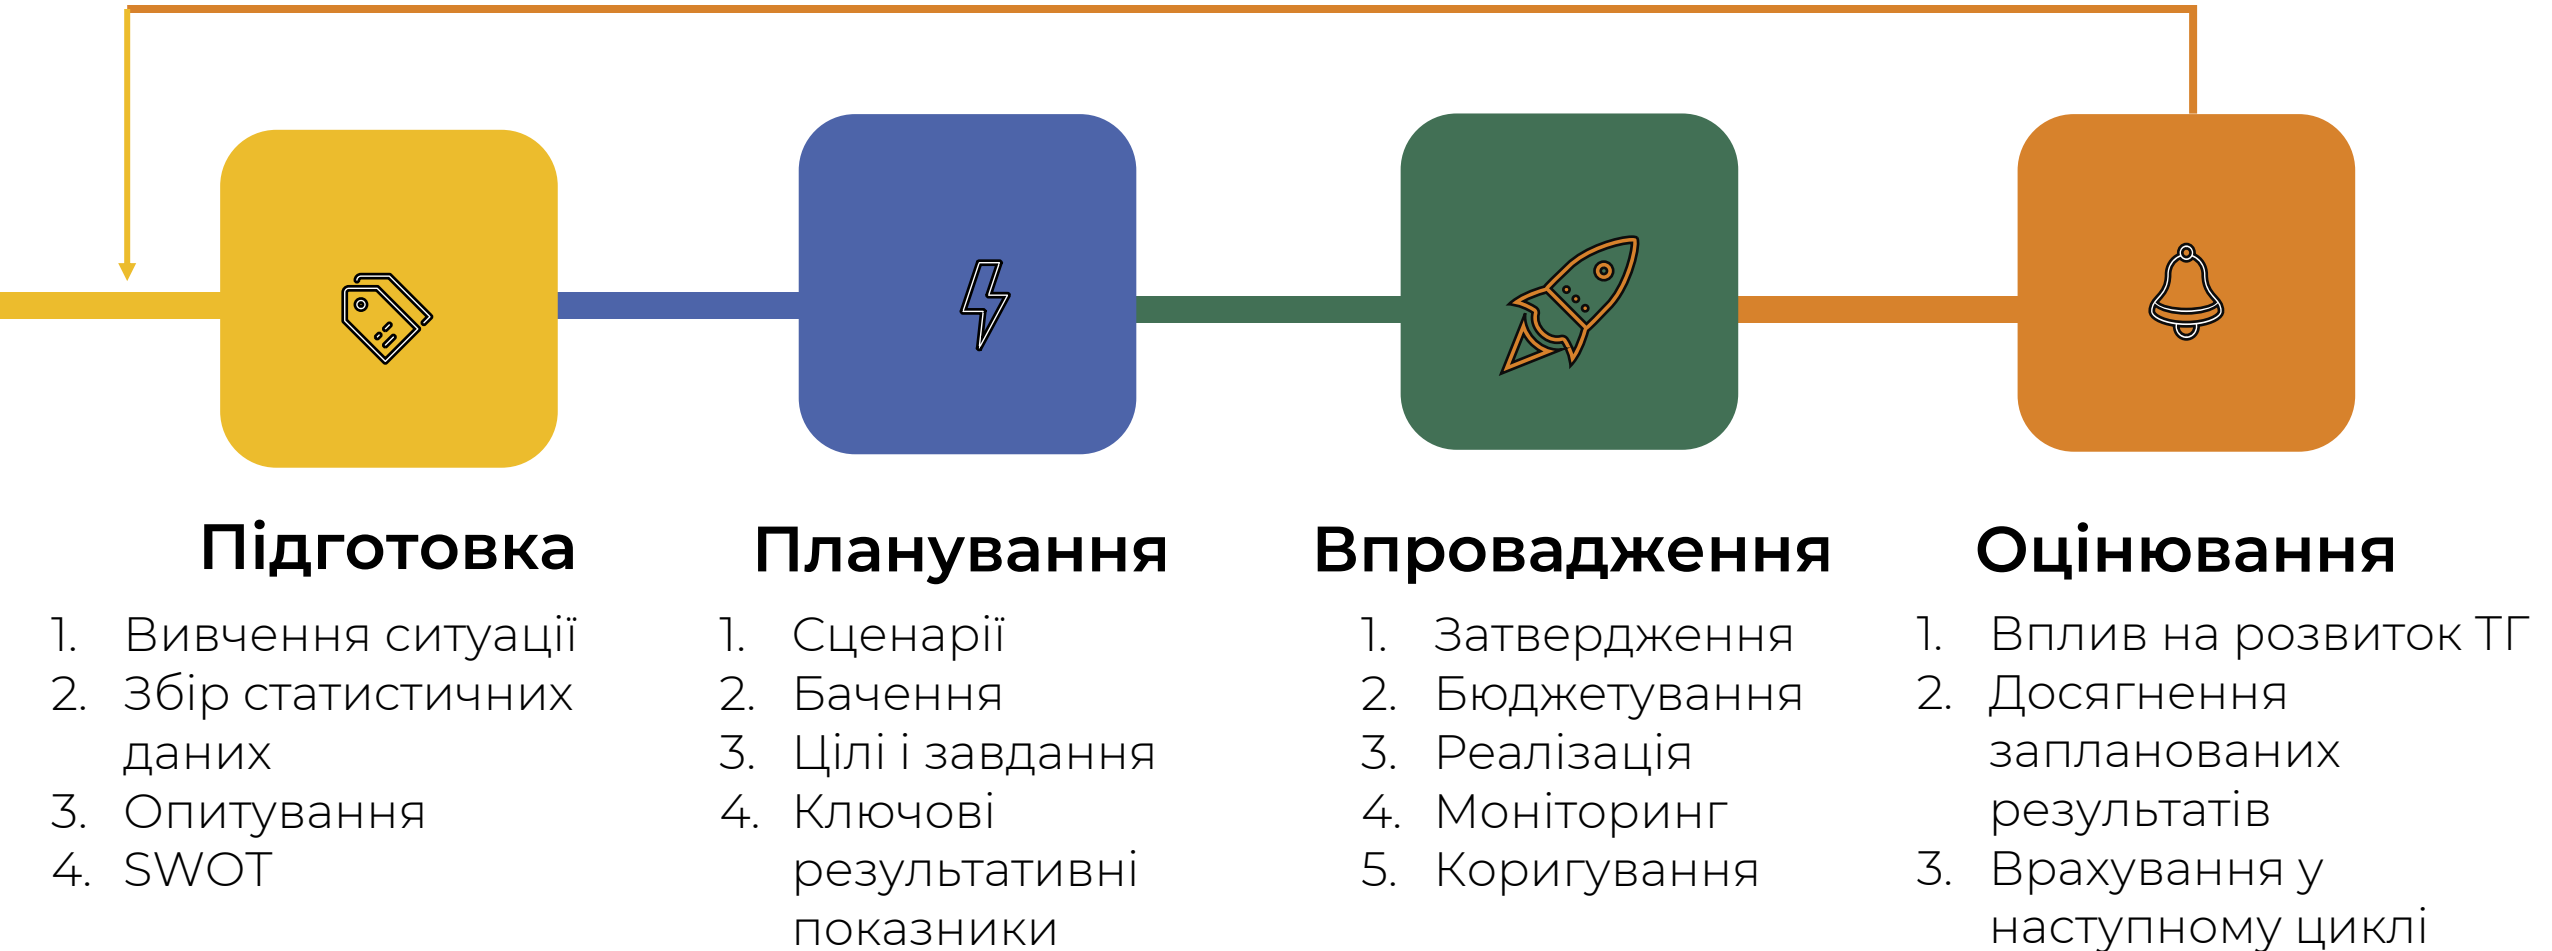 Підготовка
1. Вивчення ситуації
2. Збір статистичних
даних
3. Опитування
4. SWOT
Планування
1. Сценарії
2. Бачення
3. Цілі і завдання
4. Ключові
результативні
показники
Впровадження
1. Затвердження
2. Бюджетування
3. Реалізація
4. Моніторинг
5. Коригування
Оцінювання
1. Вплив на розвиток ТГ
2. Досягнення
запланованих
результатів
3. Врахування у
наступному циклі